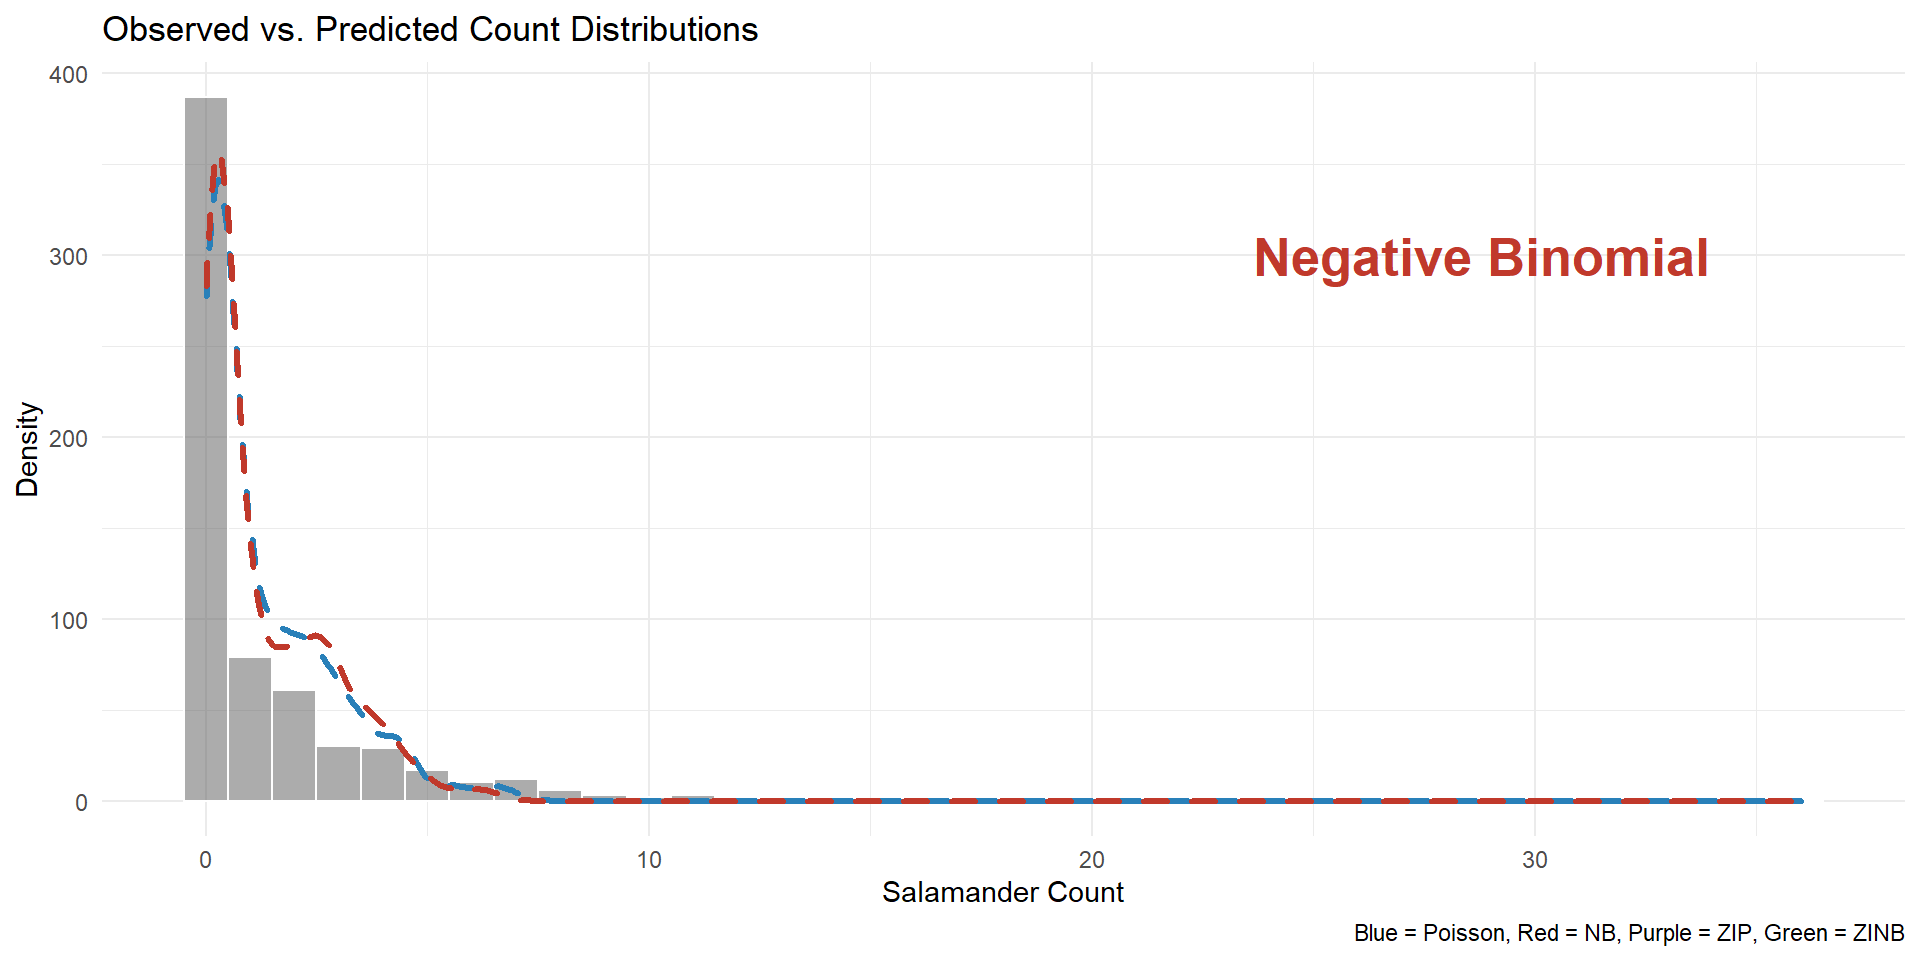 Observed vs. Predicted Count Distributions
400
300
200
100
0
Density
Negative Binomial
0 10 20 30
Salamander Count
Blue = Poisson, Red = NB, Purple = ZIP, Green = ZINB